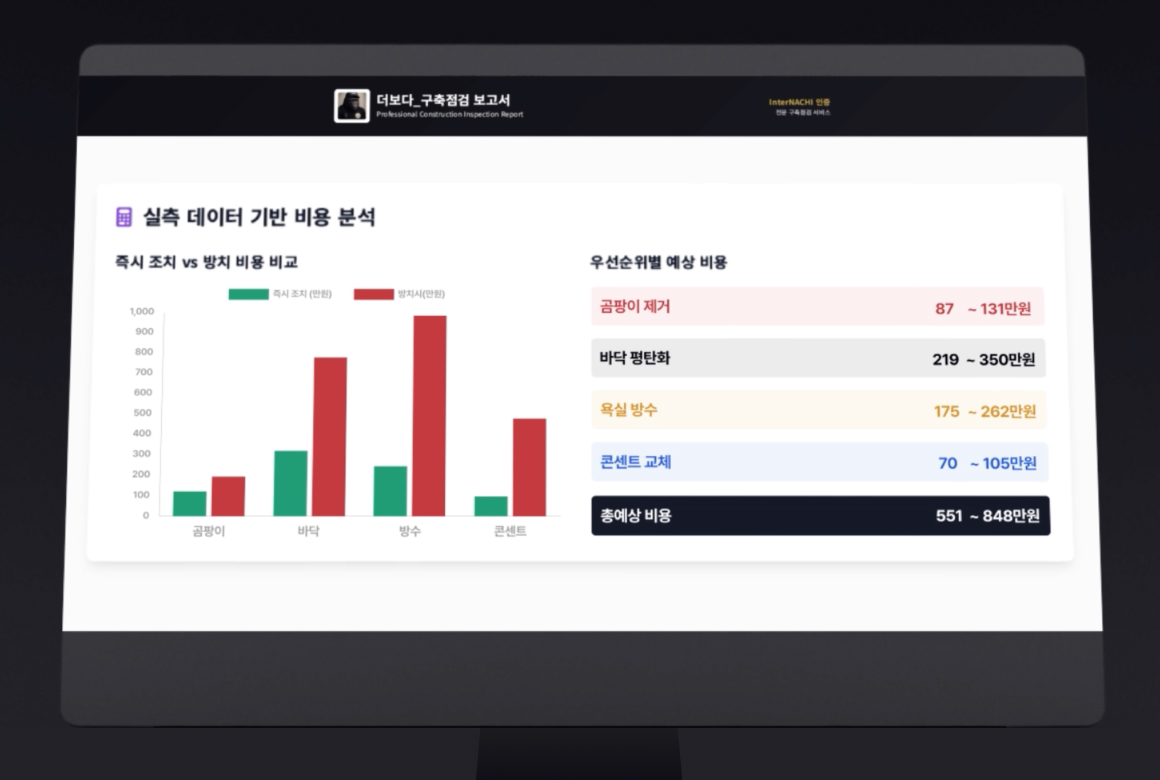 더보다_구축점검 보고서
Professional Construction Inspection Report
InterNACHI 인증
전문 구축점검 서비스
실측 데이터 기반 비용 분석
즉시 조치 vs 방치 비용 비교
즉시 조치 (만원) 방치시(만원)
1,000
900
800
700
600
500
400
300
200
100
0
곰팡이 바닥 방수 콘센트
우선순위별 예상 비용
곰팡이 제거 87 ~ 131만원
바닥 평탄화 219 ~ 350만원
욕실 방수 175 ~ 262만원
콘센트 교체 70 ~ 105만원
총예상 비용 551 ~ 848만원